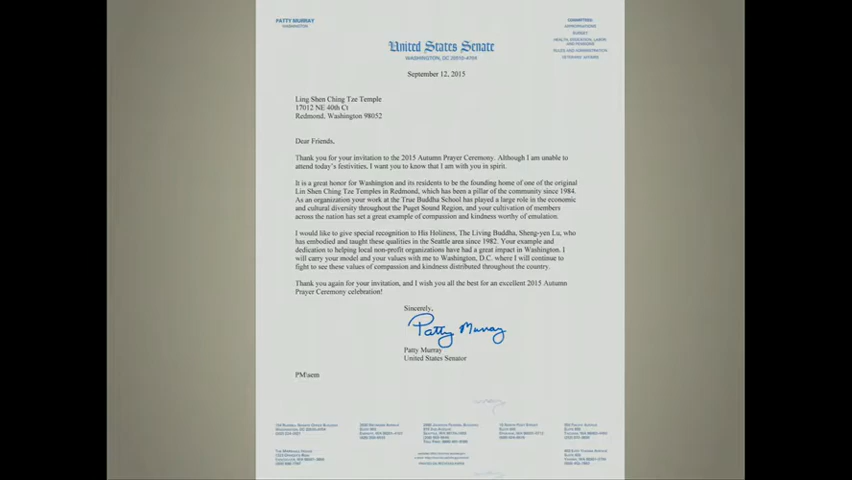 PATTY MURRAY
WASHINGTON
COMMITTEES:
APPROPRIATIONS
BUDGET
HEALTH, EDUCATION, LABOR
AND PENSIONS
RULES AND ADMINISTRATION
VETERANS' AFFAIRS
United States Senate
WASHINGTON, DC 20510-4704
September 12, 2015
Ling Shen Ching Tze Temple
17012 NE 40th Ct
Redmond, Washington 98052
Dear Friends,
Thank you for your invitation to the 2015 Autumn Prayer Ceremony. Although I am unable to
attend today's festivities, I want you to know that I am with you in spirit.
It is a great honor for Washington and its residents to be the founding home of one of the original
Lin Shen Ching Tze Temples in Redmond, which has been a pillar of the community since 1984.
As an organization your work at the True Buddha School has played a large role in the economic
and cultural diversity throughout the Puget Sound Region, and your cultivation of members
across the nation has set a great example of compassion and kindness worthy of emulation.
I would like to give special recognition to His Holiness, The Living Buddha, Sheng-yen Lu, who
has embodied and taught these qualities in the Seattle area since 1982. Your example and
dedication to helping local non-profit organizations have had a great impact in Washington. I
will carry your model and your values with me to Washington, D.C. where I will continue to
fight to see these values of compassion and kindness distributed throughout the country.
Thank you again for your invitation, and I wish you all the best for an excellent 2015 Autumn
Prayer Ceremony celebration!
Sincerely,
Patty Murray
Patty Murray
United States Senator
PM\aem